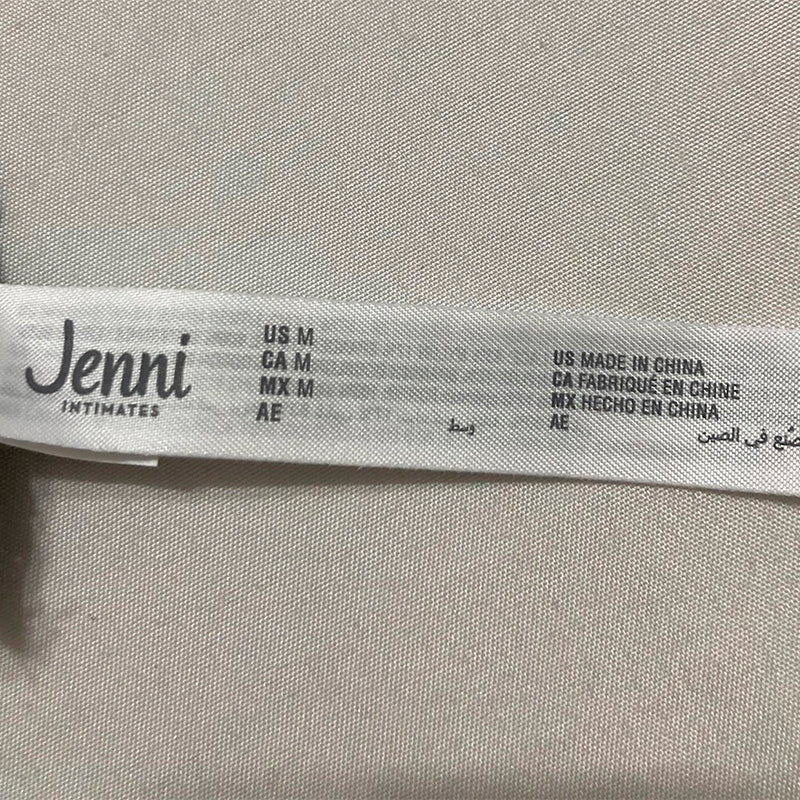 Jenni
INTIMATES
US M
CA M
MX M
AE وسط
US MADE IN CHINA
CA FABRIQUÉ EN CHINE
MX HECHO EN CHINA
AE صُنع في الصين